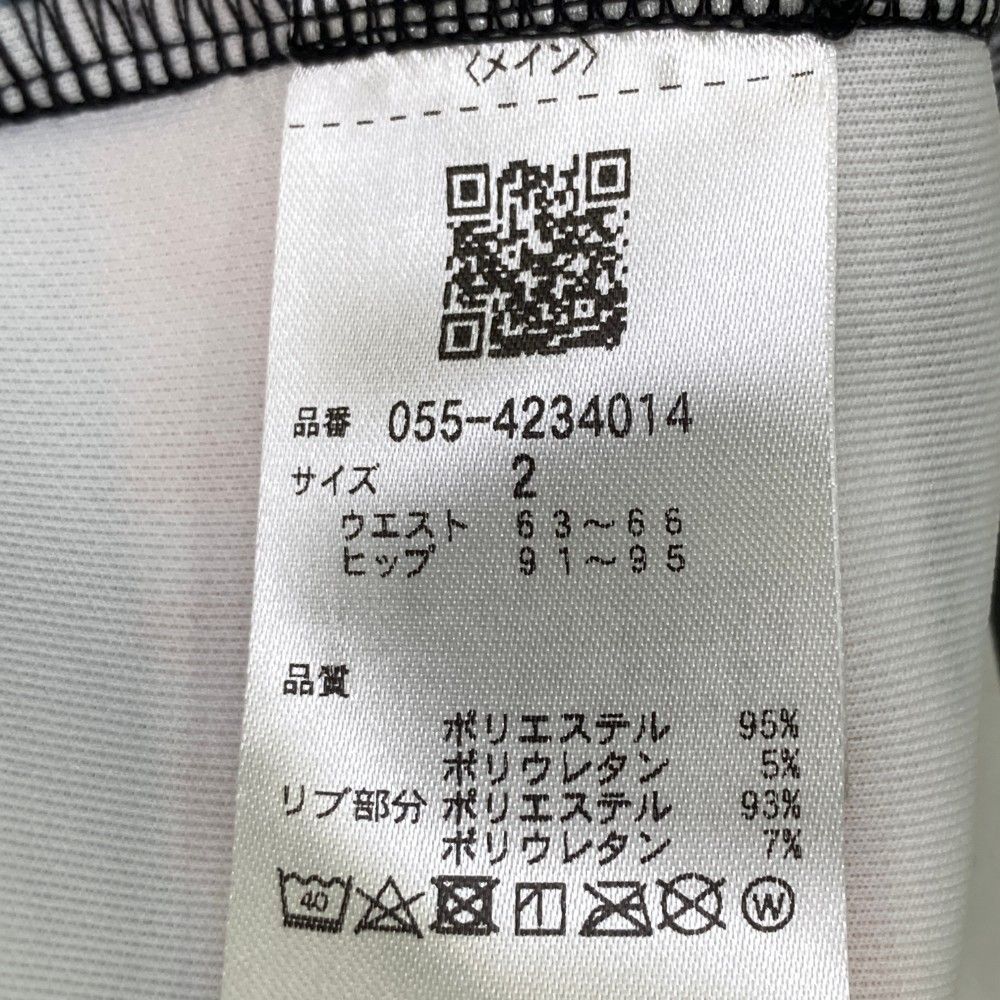 〈メイン〉
品番 055-4234014
サイズ 2
ウエスト 63〜66
ヒップ 91〜95
品質
ポリエステル 95%
ポリウレタン 5%
リブ部分 ポリエステル 93%
ポリウレタン 7%
40 W